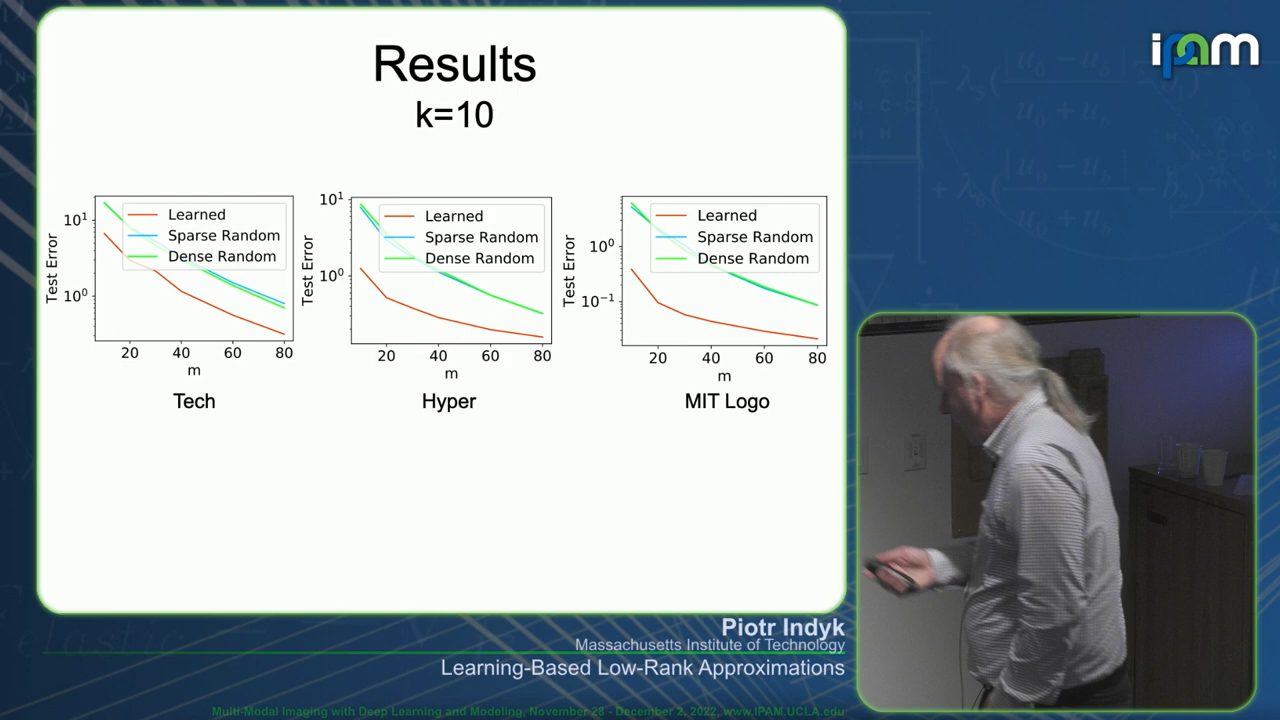 Results
k=10
Learned
Sparse Random
Dense Random
10¹
10⁰
Test Error
20 40 60 80
m
Tech
Learned
Sparse Random
Dense Random
10¹
10⁰
Test Error
20 40 60 80
m
Hyper
Learned
Sparse Random
Dense Random
10⁰
10⁻¹
Test Error
20 40 60 80
m
MIT Logo
ipam
Piotr Indyk
Massachusetts Institute of Technology
Learning-Based Low-Rank Approximations
Multi-Modal Imaging with Deep Learning and Modeling, November 28 - December 2, 2022, www.IPAM.UCLA.edu